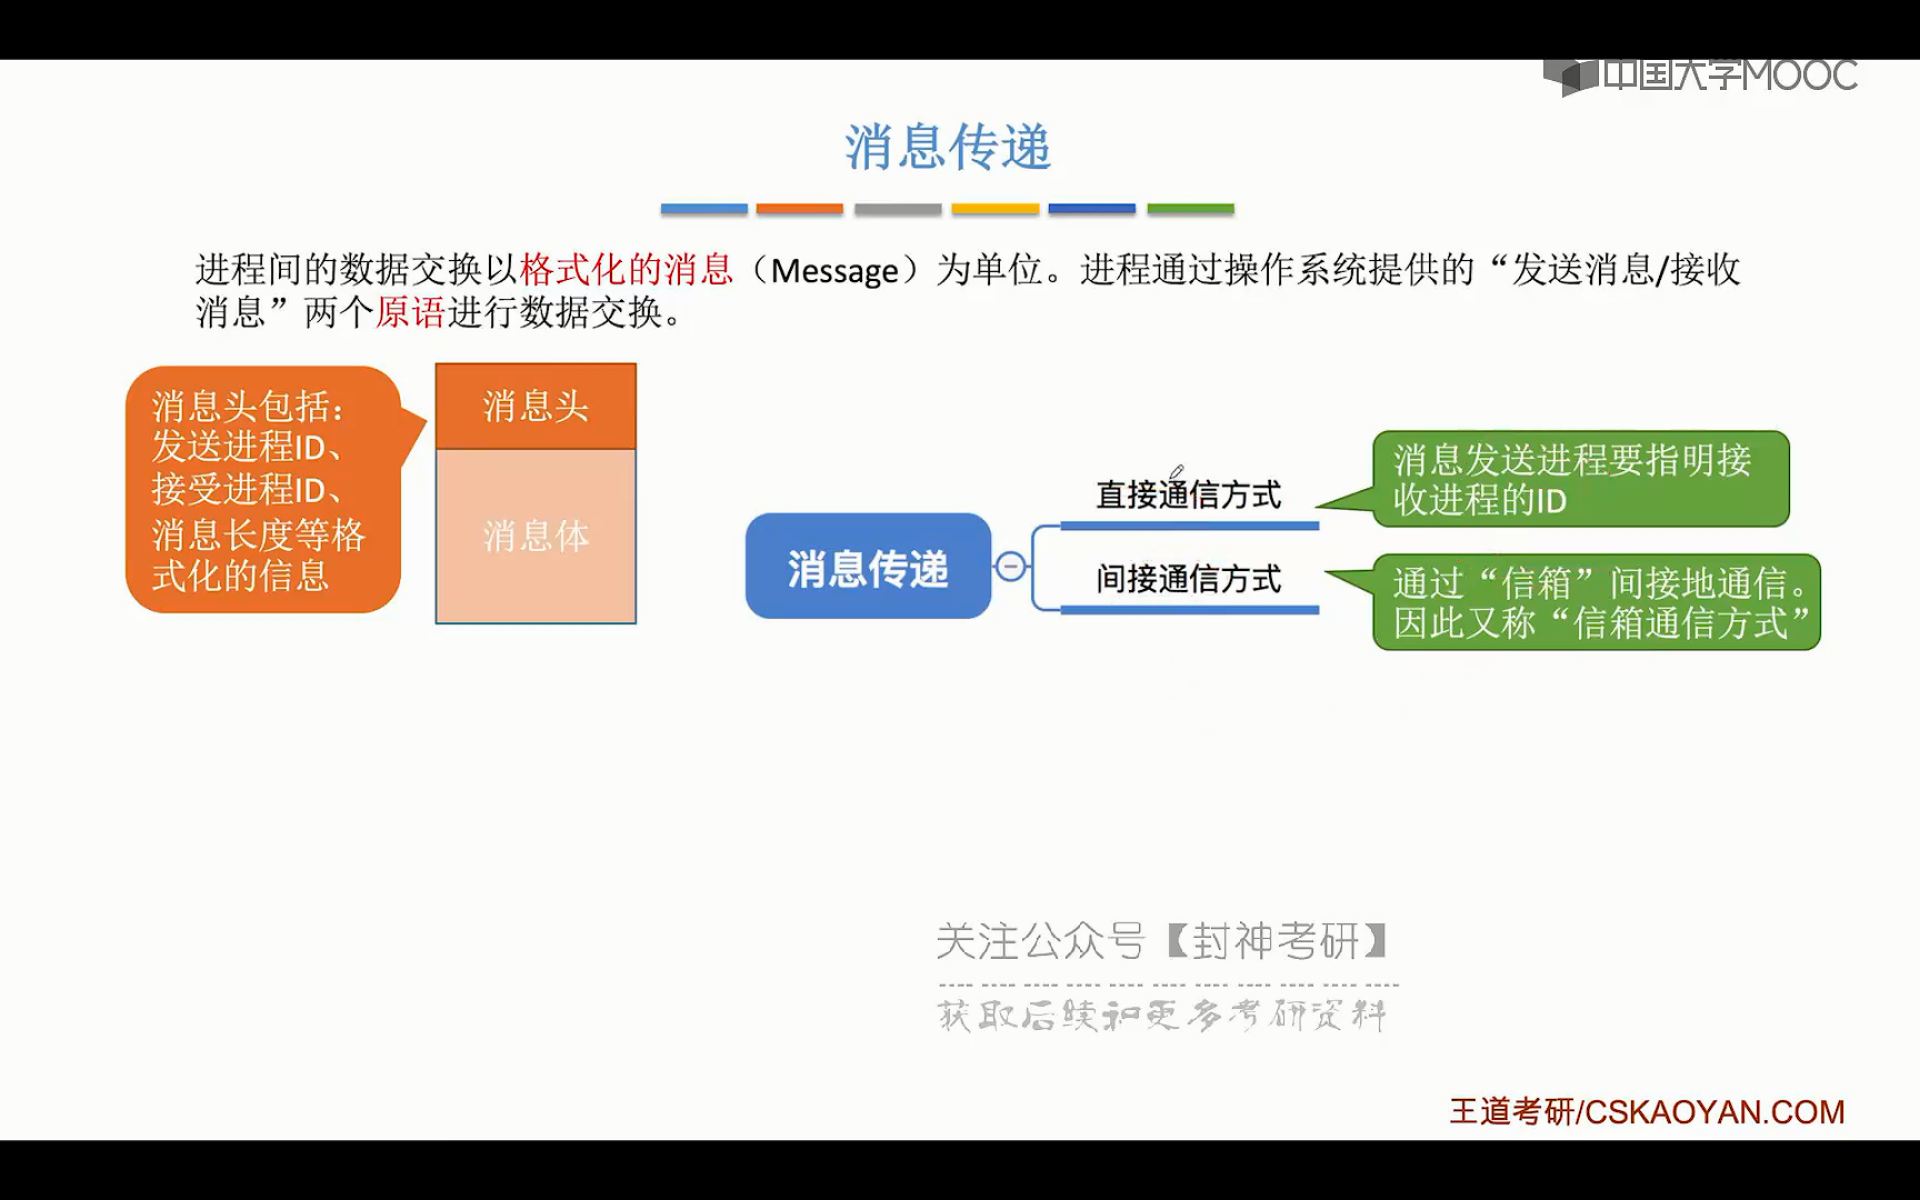 中国大学MOOC
消息传递
进程间的数据交换以格式化的消息（Message）为单位。进程通过操作系统提供的“发送消息/接收
消息”两个原语进行数据交换。
消息头包括：
发送进程ID、
接受进程ID、
消息长度等格
式化的信息
消息头
消息体
消息传递
直接通信方式
间接通信方式
消息发送进程要指明接
收进程的ID
通过“信箱”间接地通信。
因此又称“信箱通信方式”
关注公众号【封神考研】
获取后续和更多考研资料
王道考研/CSKAOYAN.COM